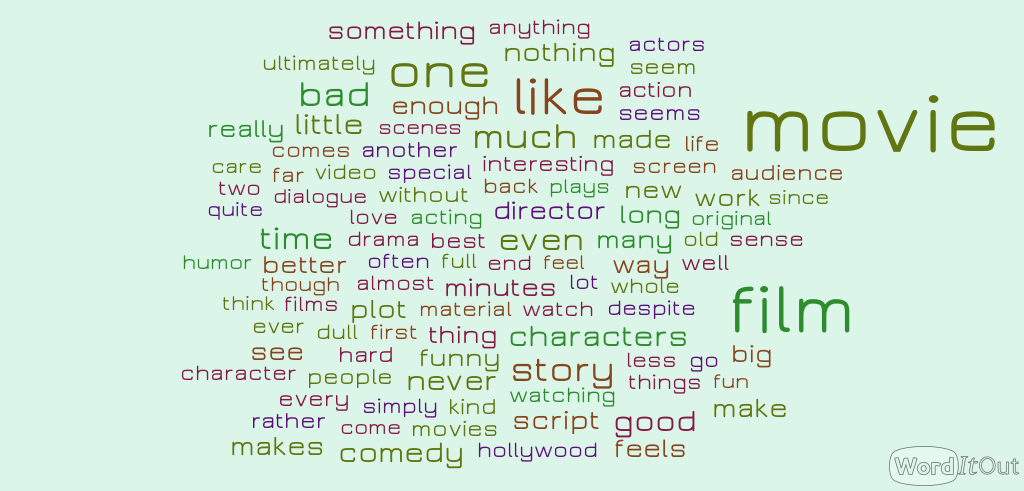 something anything
nothing actors
ultimately one seem
bad enough like action
seems movie
really little scenes much made life
comes another interesting screen
care far video special audience
two dialogue without back plays new work since
quite love acting director long original
time drama best even many old sense
humor better often full end feel way well
though almost minutes lot whole
think films plot material watch despite film
ever dull first thing characters
see hard funny story less go big
character people never things fun
every simply kind watching make
rather come movies script good
makes comedy hollywood feels
WordItOut